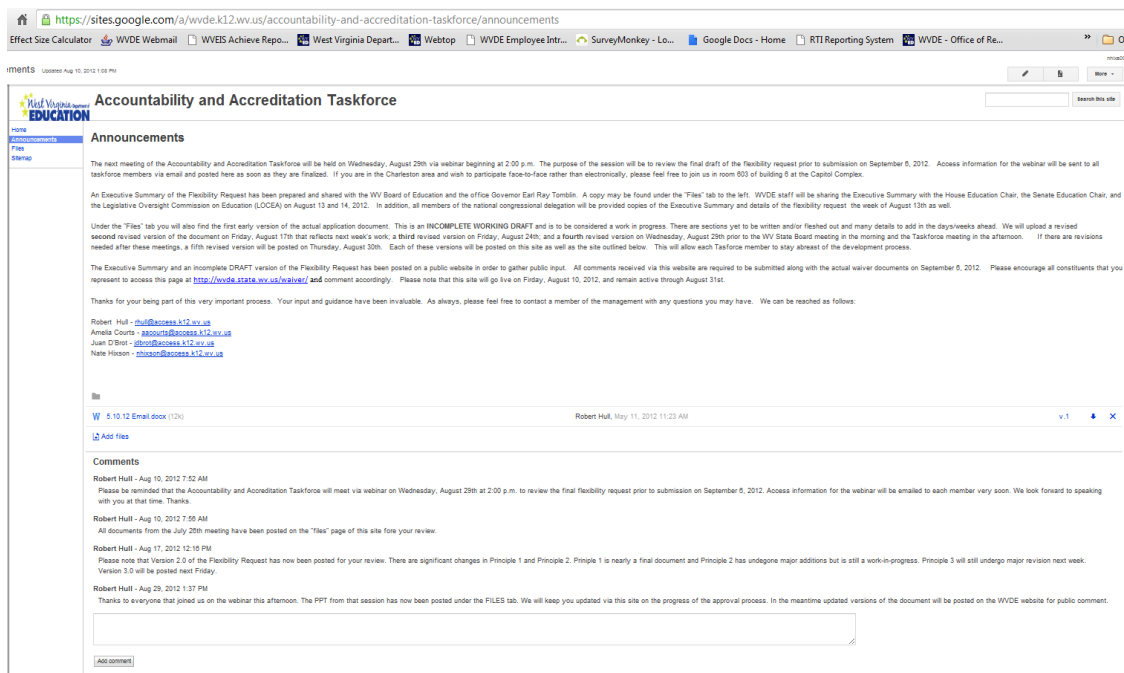 https://sites.google.com/a/wvde.k12.wv.us/accountability-and-accreditation-taskforce/announcements
Effect Size Calculator WVDE Webmail WVEIS Achieve Repo... West Virginia Depart... Webtop WVDE Employee Intr... SurveyMonkey - Lo... Google Docs - Home RTI Reporting System WVDE - Office of Re... »
ements Updated Aug 10, 2012 1:06 PM
More
West Virginia Department of
EDUCATION
Accountability and Accreditation Taskforce
Search this site
Home
Announcements
Files
Sitemap
Announcements
The next meeting of the Accountability and Accreditation Taskforce will be held on Wednesday, August 29th via webinar beginning at 2:00 p.m. The purpose of the session will be to review the final draft of the flexibility request prior to submission on September 6, 2012. Access information for the webinar will be sent to all
taskforce members via email and posted here as soon as they are finalized. If you are in the Charleston area and wish to participate face-to-face rather than electronically, please feel free to join us in room 603 of building 6 at the Capitol Complex.
An Executive Summary of the Flexibility Request has been prepared and shared with the WV Board of Education and the office Governor Earl Ray Tomblin. A copy may be found under the "Files" tab to the left. WVDE staff will be sharing the Executive Summary with the House Education Chair, the Senate Education Chair, and
the Legislative Oversight Commission on Education (LOCEA) on August 13 and 14, 2012. In addition, all members of the national congressional delegation will be provided copies of the Executive Summary and details of the flexibility request the week of August 13th as well.
Under the "Files" tab you will also find the first early version of the actual application document. This is an INCOMPLETE WORKING DRAFT and is to be considered a work in progress. There are sections yet to be written and/or fleshed out and many details to add in the days/weeks ahead. We will upload a revised
second revised version of the document on Friday, August 17th that reflects next week's work; a third revised version on Friday, August 24th; and a fourth revised version on Wednesday, August 29th prior to the WV State Board meeting in the morning and the Taskforce meeting in the afternoon. If there are revisions
needed after these meetings, a fifth revised version will be posted on Thursday, August 30th. Each of these versions will be posted on this site as well as the site outlined below. This will allow each Tasforce member to stay abreast of the development process.
The Executive Summary and an incomplete DRAFT version of the Flexibility Request has been posted on a public website in order to gather public input. All comments received via this website are required to be submitted along with the actual waiver documents on September 6, 2012. Please encourage all constituents that you
represent to access this page at http://wvde.state.wv.us/waiver/ and comment accordingly. Please note that this site will go live on Firday, August 10, 2012, and remain active through August 31st.
Thanks for your being part of this very important process. Your input and guidance have been invaluable. As always, please feel free to contact a member of the management with any questions you may have. We can be reached as follows:
Robert Hull - rhull@access.k12.wv.us
Amelia Courts - aacourts@access.k12.wv.us
Juan D'Brot - jdbrot@access.k12.wv.us
Nate Hixson - nhixson@access.k12.wv.us
5.10.12 Email.docx (12k) Robert Hull, May 11, 2012 11:23 AM v.1
Add files
Comments
Robert Hull - Aug 10, 2012 7:52 AM
Please be reminded that the Accountability and Accreditation Taskforce will meet via webinar on Wednesday, August 29th at 2:00 p.m. to review the final flexibility request prior to submission on September 6, 2012. Access information for the webinar will be emailed to each member very soon. We look forward to speaking
with you at that time. Thanks.
Robert Hull - Aug 10, 2012 7:56 AM
All documents from the July 26th meeting have been posted on the "files" page of this site fore your review.
Robert Hull - Aug 17, 2012 12:16 PM
Please note that Version 2.0 of the Flexibility Request has now been posted for your review. There are significant changes in Principle 1 and Principle 2. Priniple 1 is nearly a final document and Principle 2 has undegone major additions but is still a work-in-progress. Principle 3 will still undergo major revision next week.
Version 3.0 will be posted next Friday.
Robert Hull - Aug 29, 2012 1:37 PM
Thanks to everyone that joined us on the webinar this afternoon. The PPT from that session has now been posted under the FILES tab. We will keep you updated via this site on the progress of the approval process. In the meantime updated versions of the document will be posted on the WVDE website for public comment.
Add comment